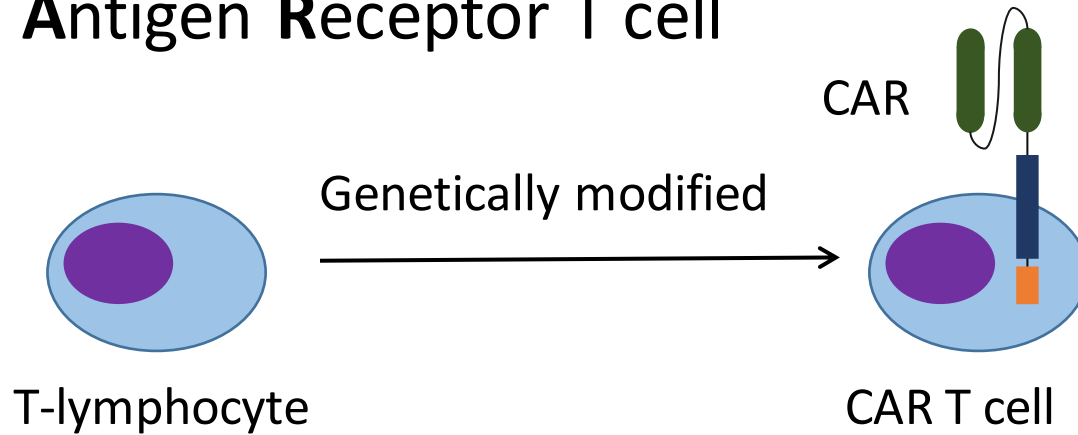 Antigen Receptor T cell
CAR
Genetically modified
T-lymphocyte
CAR T cell